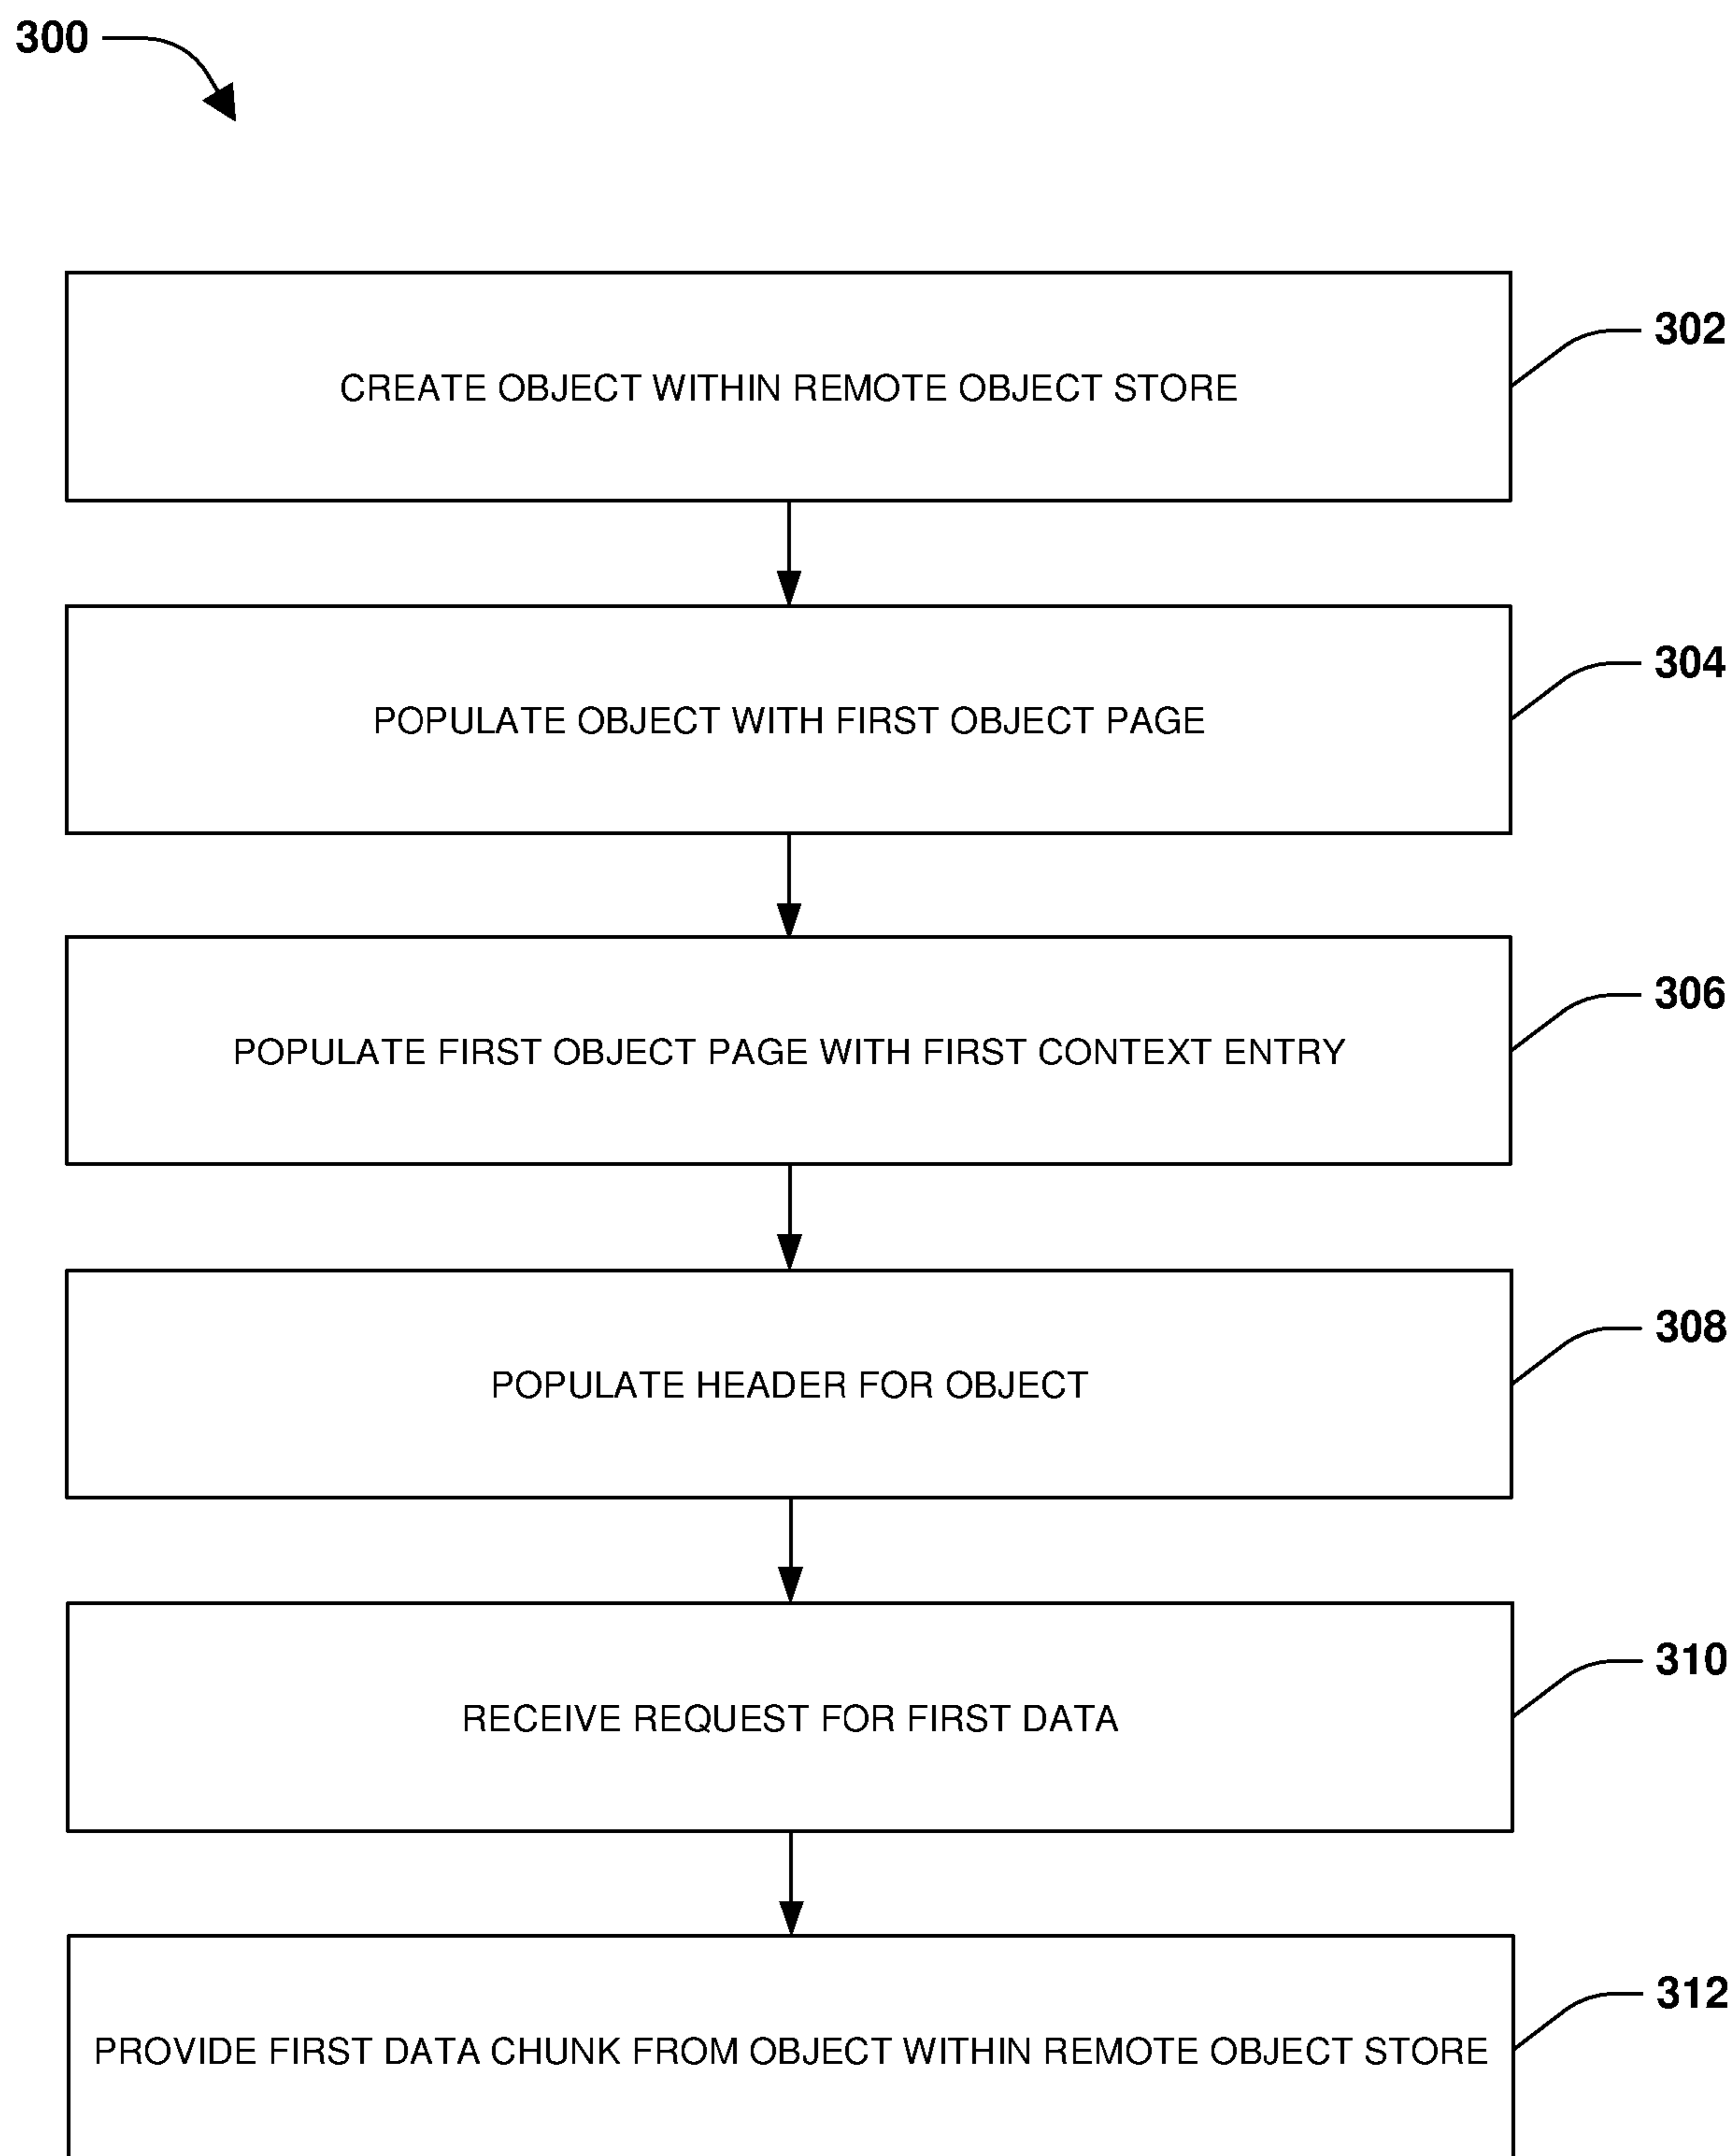 300
CREATE OBJECT WITHIN REMOTE OBJECT STORE
302
POPULATE OBJECT WITH FIRST OBJECT PAGE
304
POPULATE FIRST OBJECT PAGE WITH FIRST CONTEXT ENTRY
306
POPULATE HEADER FOR OBJECT
308
RECEIVE REQUEST FOR FIRST DATA
310
PROVIDE FIRST DATA CHUNK FROM OBJECT WITHIN REMOTE OBJECT STORE
312